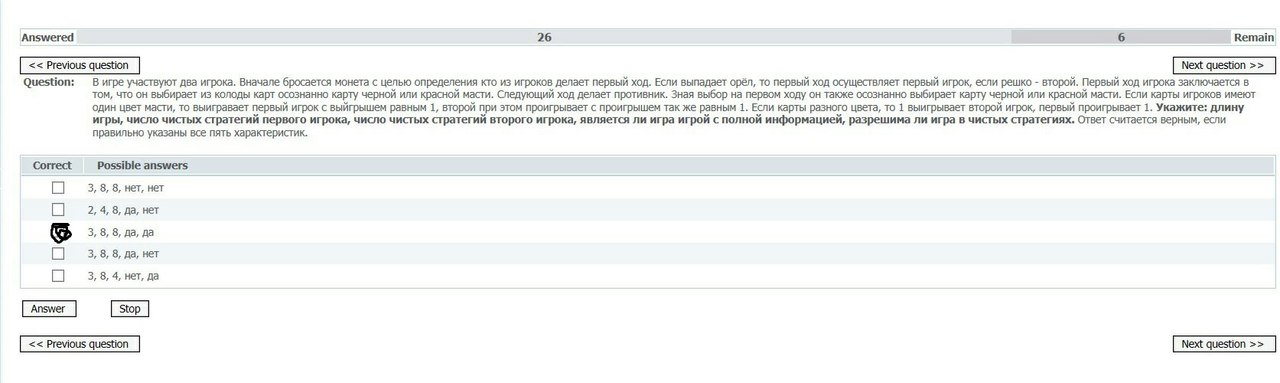 Answered 26 6 Remain
<< Previous question Next question >>
Question: В игре участвуют два игрока. Вначале бросается монета с целью определения кто из игроков делает первый ход. Если выпадает орёл, то первый ход осуществляет первый игрок, если решко - второй. Первый ход игрока заключается в
том, что он выбирает из колоды карт осознанно карту черной или красной масти. Следующий ход делает противник. Зная выбор на первом ходу он также осознанно выбирает карту черной или красной масти. Если карты игроков имеют
один цвет масти, то выигравает первый игрок с выйгрышем равным 1, второй при этом проигрывает с проигрышем так же равным 1. Если карты разного цвета, то 1 выигрывает второй игрок, первый проигрывает 1. Укажите: длину
игры, число чистых стратегий первого игрока, число чистых стратегий второго игрока, является ли игра игрой с полной информацией, разрешима ли игра в чистых стратегиях. Ответ считается верным, если
правильно указаны все пять характеристик.
Correct Possible answers
3, 8, 8, нет, нет
2, 4, 8, да, нет
3, 8, 8, да, да
3, 8, 8, да, нет
3, 8, 4, нет, да
Answer Stop
<< Previous question Next question >>